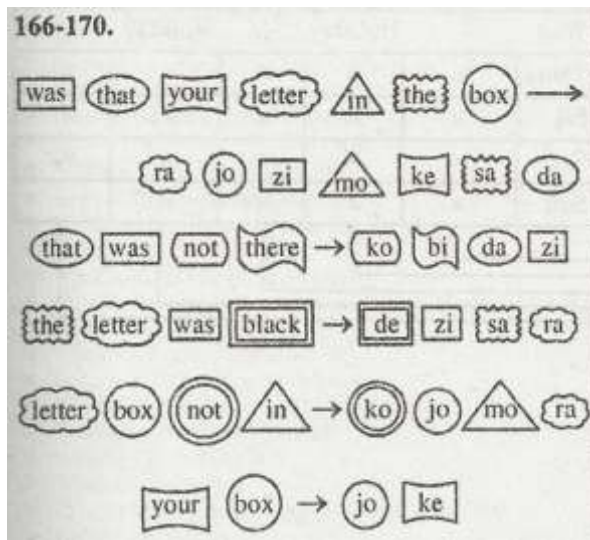 166-170.
was that your letter in the box →
ra jo zi mo ke sa da
that was not there → ko bi da zi
the letter was black → de zi sa ra
letter box not in → ko jo mo ra
your box → jo ke